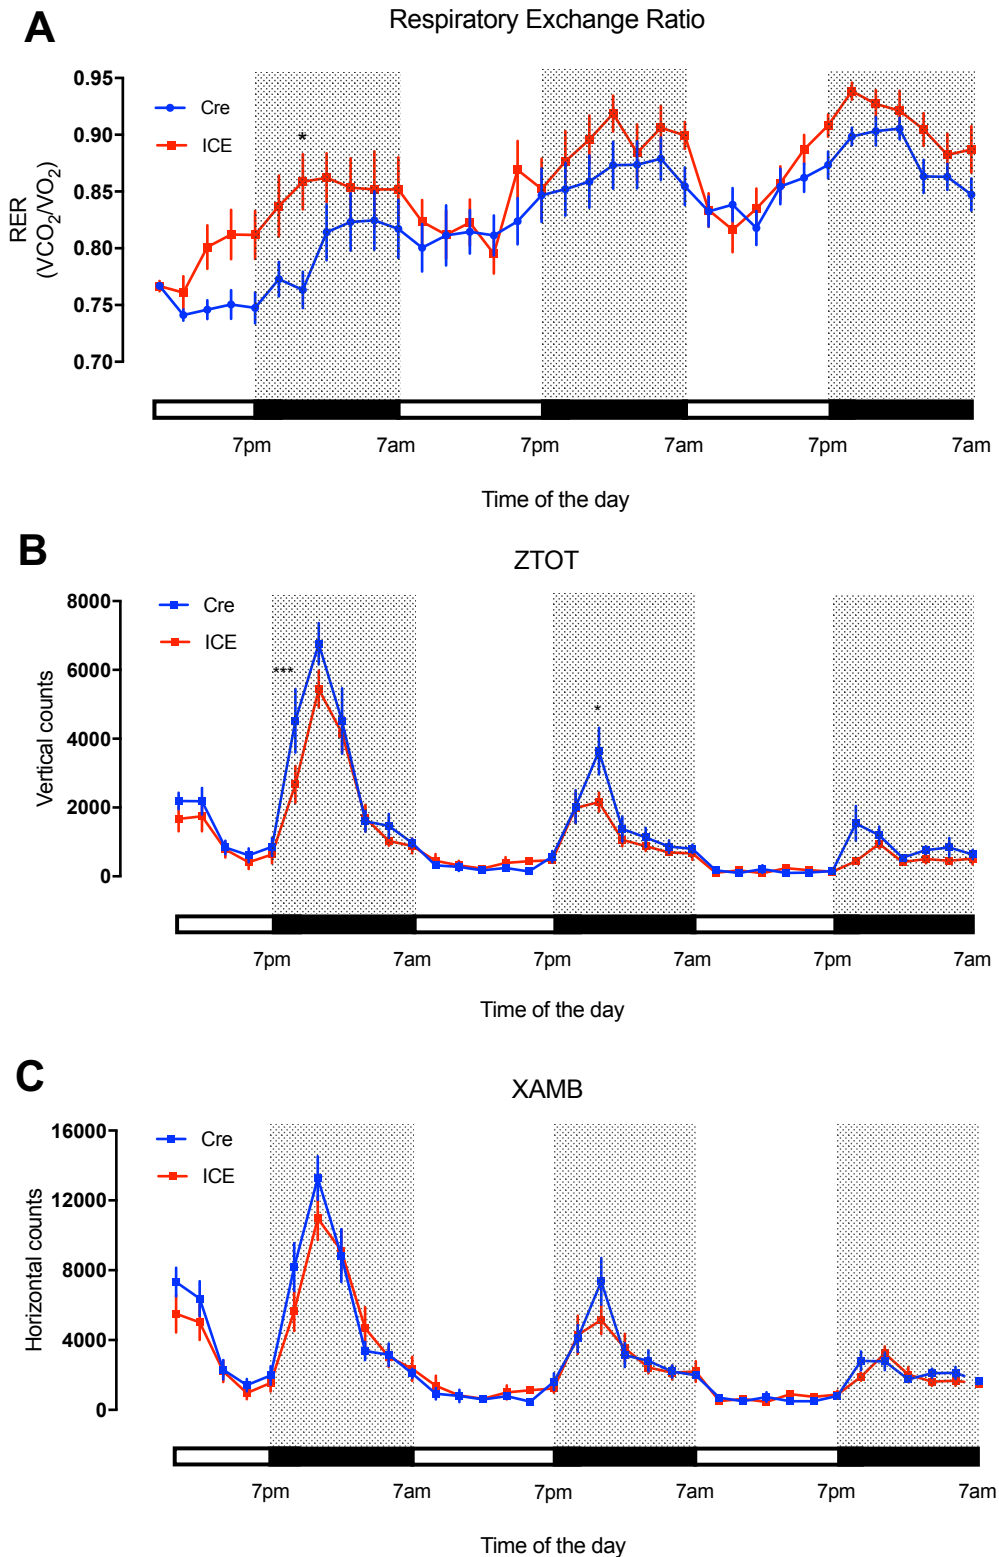 A
Respiratory Exchange Ratio
0.95
0.90
0.85
0.80
0.75
0.70
RER
(VCO2/VO2)
Cre
ICE
*
7pm 7am 7pm 7am 7pm 7am
Time of the day
B
ZTOT
8000
6000
4000
2000
0
Vertical counts
Cre
ICE
***
*
7pm 7am 7pm 7am 7pm 7am
Time of the day
C
XAMB
16000
12000
8000
4000
0
Horizontal counts
Cre
ICE
7pm 7am 7pm 7am 7pm 7am
Time of the day